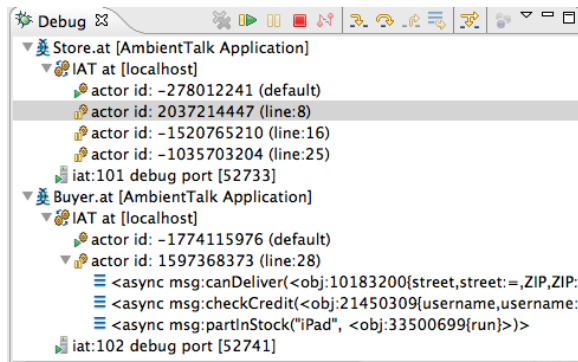 Debug
Store.at [AmbientTalk Application]
IAT at [localhost]
actor id: -278012241 (default)
actor id: 2037214447 (line:8)
actor id: -1520765210 (line:16)
actor id: -1035703204 (line:25)
iat:101 debug port [52733]
Buyer.at [AmbientTalk Application]
IAT at [localhost]
actor id: -1774115976 (default)
actor id: 1597368373 (line:28)
<async msg:canDeliver(<obj:10183200{street,street:=,ZIP,ZIP:
<async msg:checkCredit(<obj:21450309{username,username:
<async msg:partInStock("iPad", <obj:33500699{run}>)>
iat:102 debug port [52741]